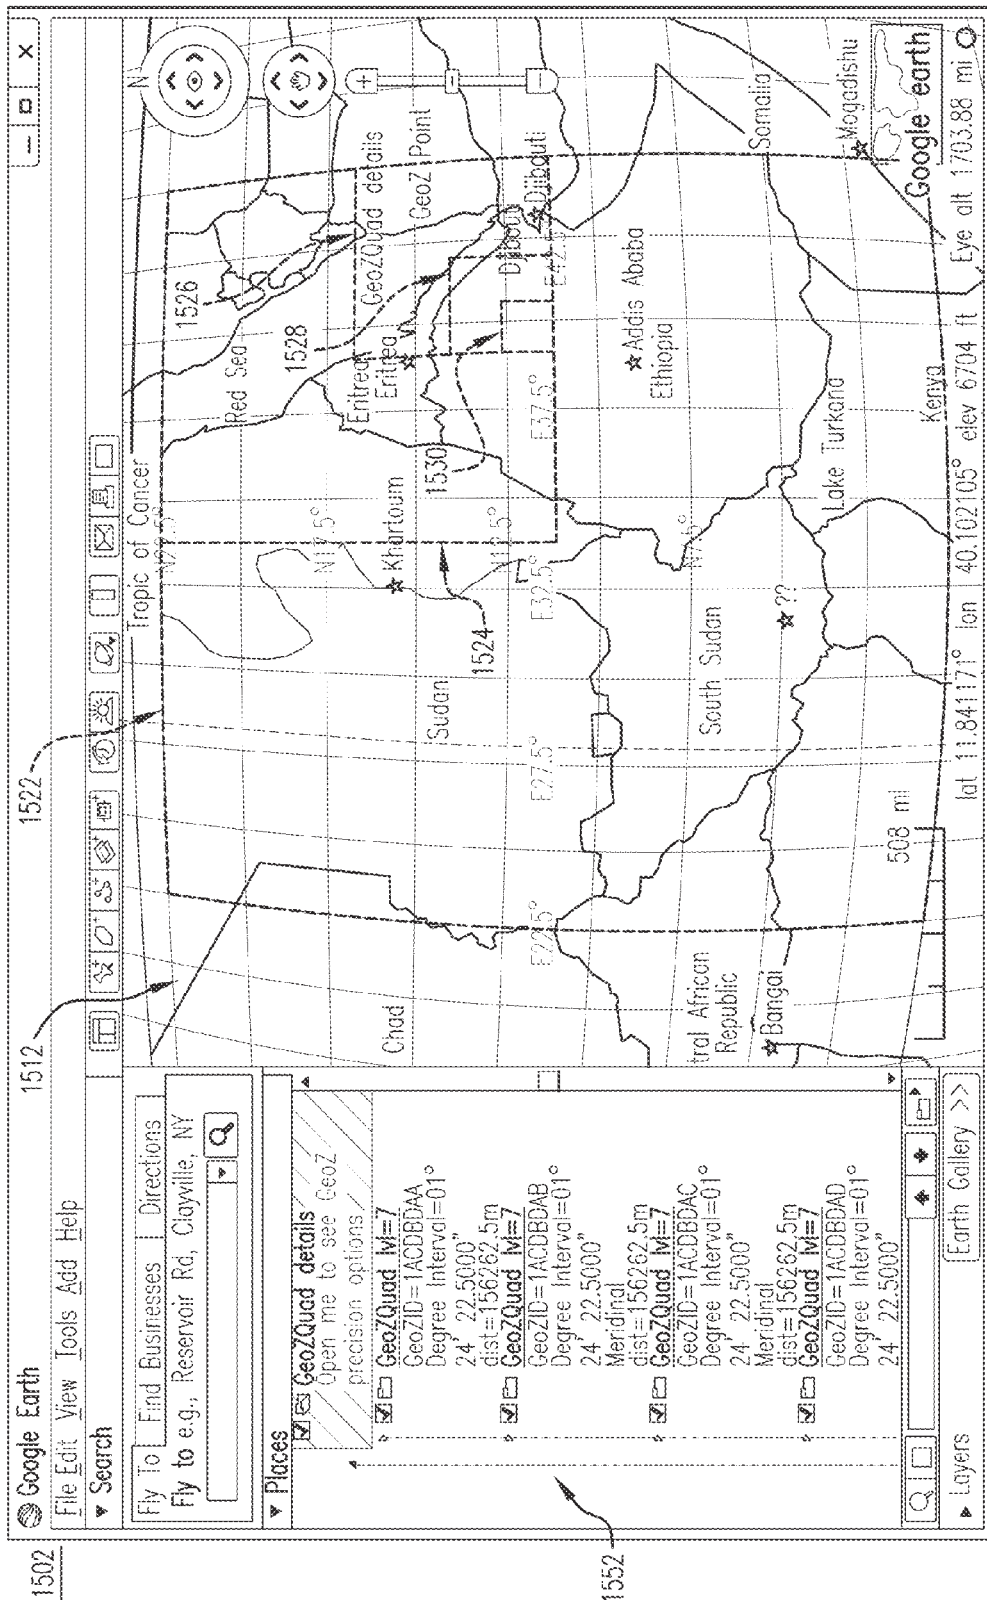 1502
Google Earth
File Edit View Tools Add Help
▼ Search
Fly To Find Businesses Directions
Fly to e.g., Reservoir Rd, Clayville, NY
▼ Places
GeoZQuad details
Open me to see GeoZ
precision options
GeoZQuad lvl=7
GeoZID=1ACDBDAA
Degree Interval=01°
24' 22.5000"
dist=156262.5m
GeoZQuad lvl=7
GeoZID=1ACDBDAB
Degree Interval=01°
24' 22.5000"
Meridinal
dist=156262.5m
GeoZQuad lvl=7
GeoZID=1ACDBDAC
Degree Interval=01°
24' 22.5000"
Meridinal
dist=156262.5m
GeoZQuad lvl=7
GeoZID=1ACDBDAD
Degree Interval=01°
24' 22.5000"
▶ Layers
Earth Gallery >>
1552
1512
1522
1524
1526
1528
1530
Tropic of Cancer
N
Red Sea
N17.5°
Khartoum
Eritrean
Eritrea
GeoZQuad details
GeoZ Point
Chad
Sudan
E22.5°
E27.5°
E32.5°
E37.5°
Djibouti
Addis Ababa
Ethiopia
N7.5°
South Sudan
??
tral African
Republic
Bangai
Somalia
Lake Turkana
Kenya
Mogadishu
508 mi
Google earth
lat 11.841171° lon 40.102105° elev 6704 ft Eye alt 1703.88 mi